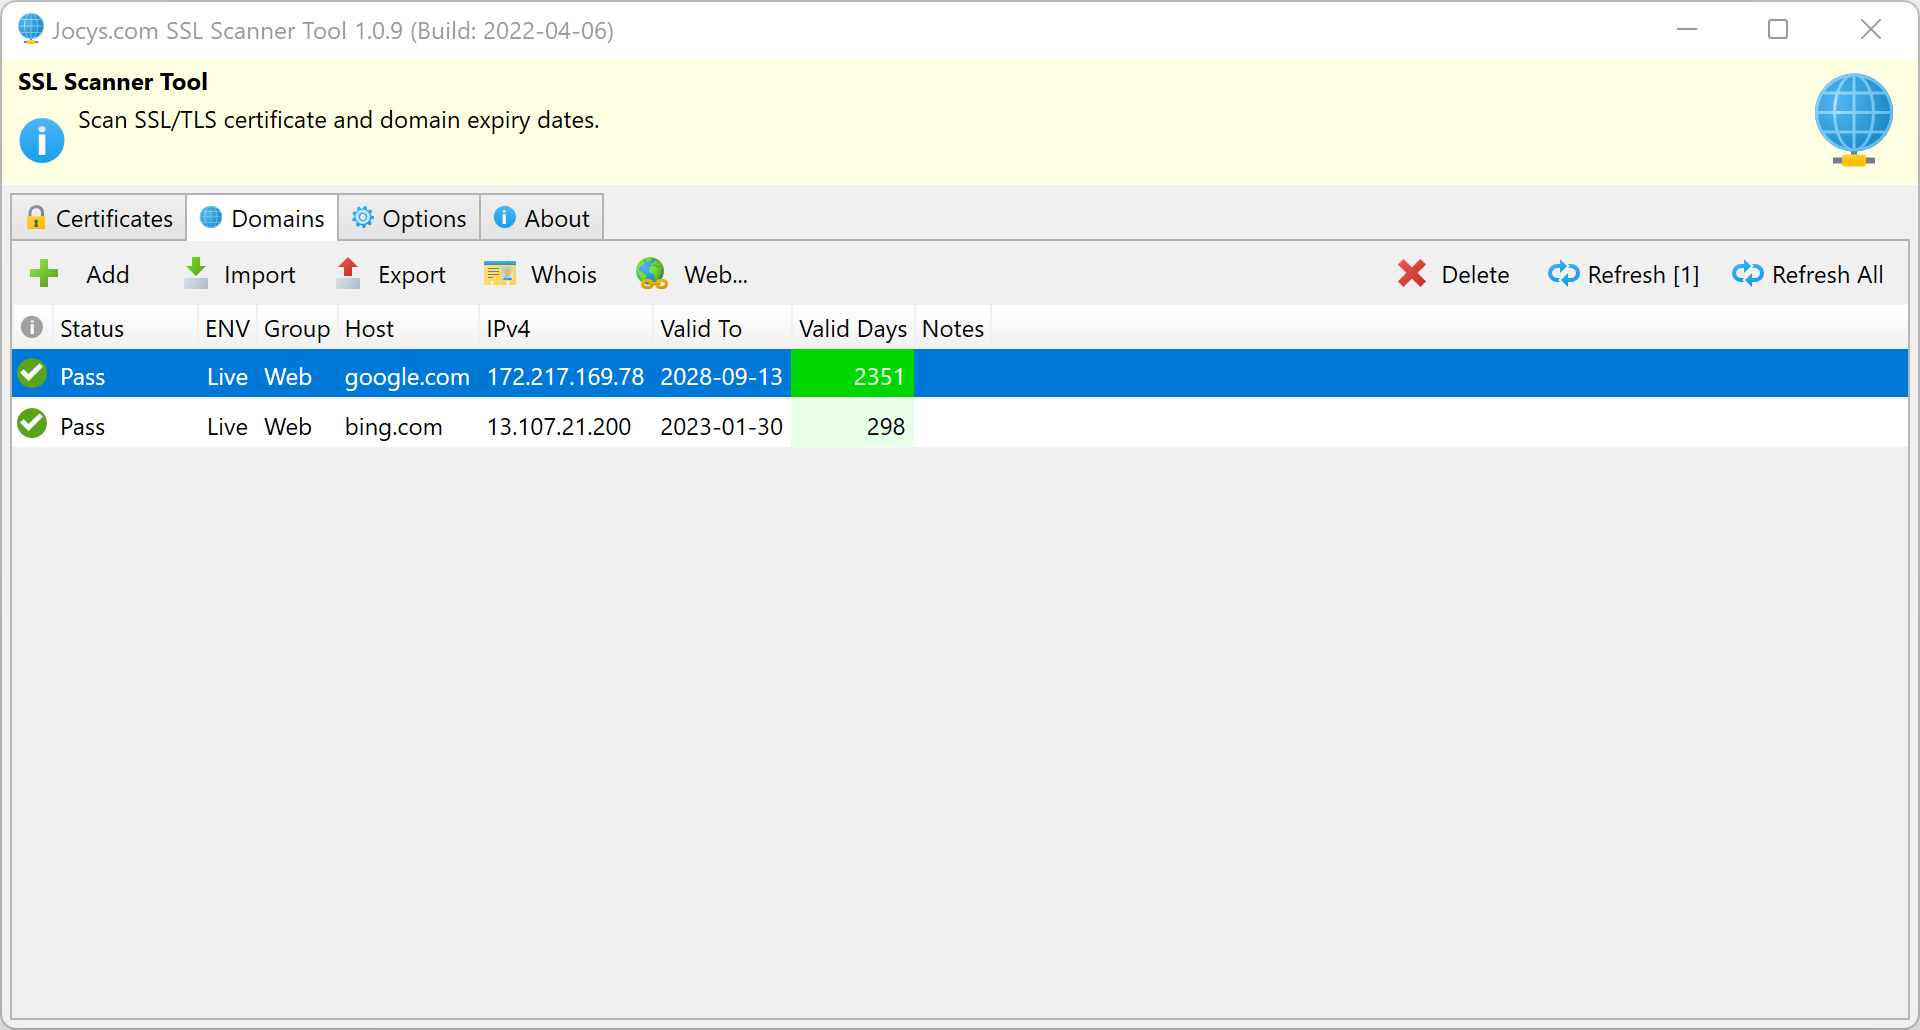 Jocys.com SSL Scanner Tool 1.0.9 (Build: 2022-04-06)
SSL Scanner Tool
Scan SSL/TLS certificate and domain expiry dates.
Certificates Domains Options About
Add Import Export Whois Web... Delete Refresh [1] Refresh All
Status ENV Group Host IPv4 Valid To Valid Days Notes
Pass Live Web google.com 172.217.169.78 2028-09-13 2351
Pass Live Web bing.com 13.107.21.200 2023-01-30 298